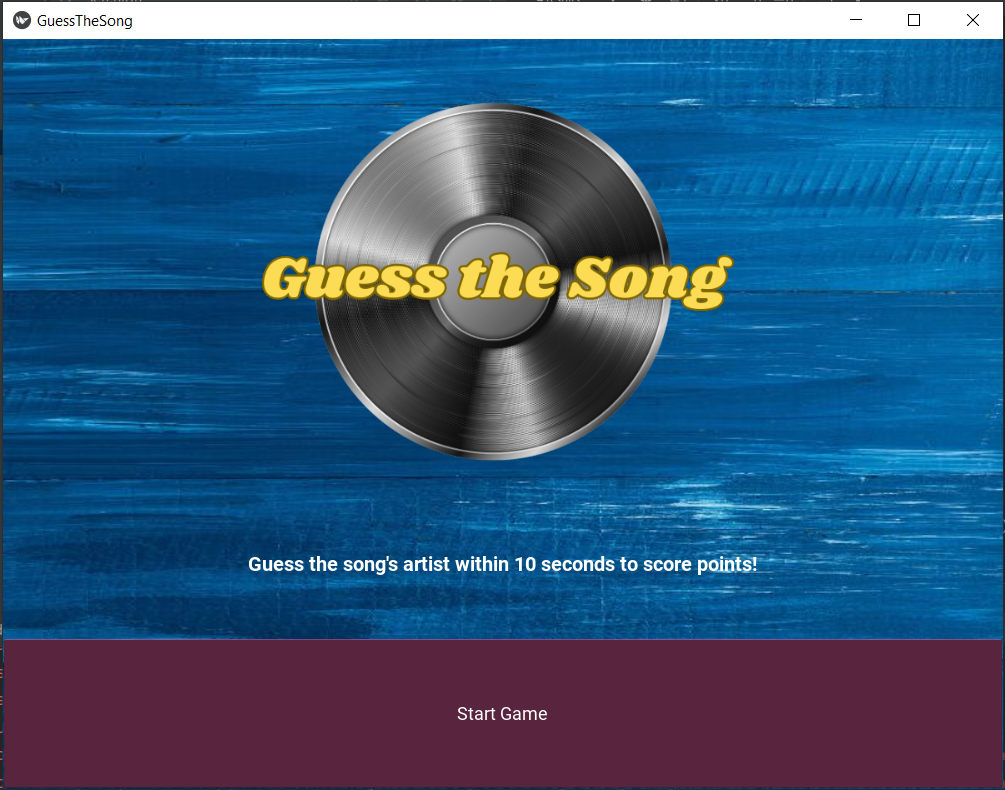 GuessTheSong
Guess the Song
Guess the song's artist within 10 seconds to score points!
Start Game